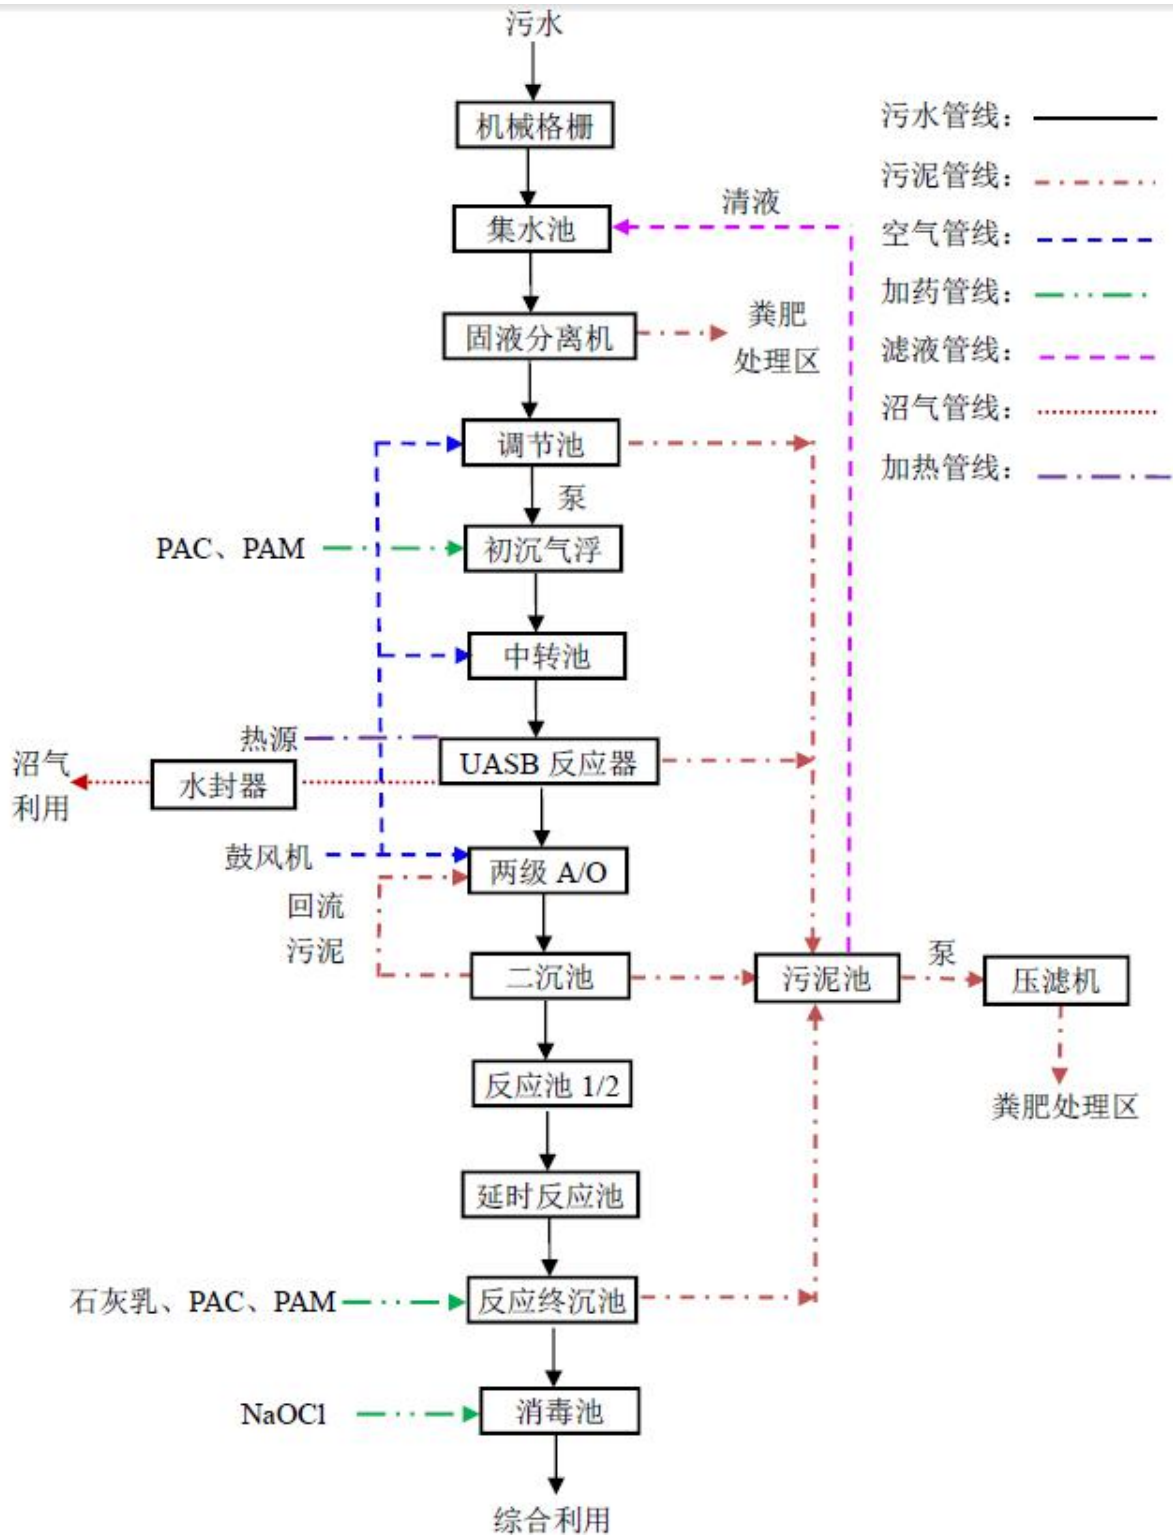 污水
机械格栅
污水管线：
污泥管线：
清液
集水池
空气管线：
加药管线：
粪肥
固液分离机
处理区
滤液管线：
沼气管线：
调节池
加热管线：
泵
PAC、PAM
初沉气浮
中转池
热源
沼气
UASB 反应器
水封器
利用
鼓风机
两级 A/O
回流
污泥
泵
二沉池
污泥池
压滤机
反应池 1/2
粪肥处理区
延时反应池
石灰乳、PAC、PAM
反应终沉池
NaOCl
消毒池
综合利用